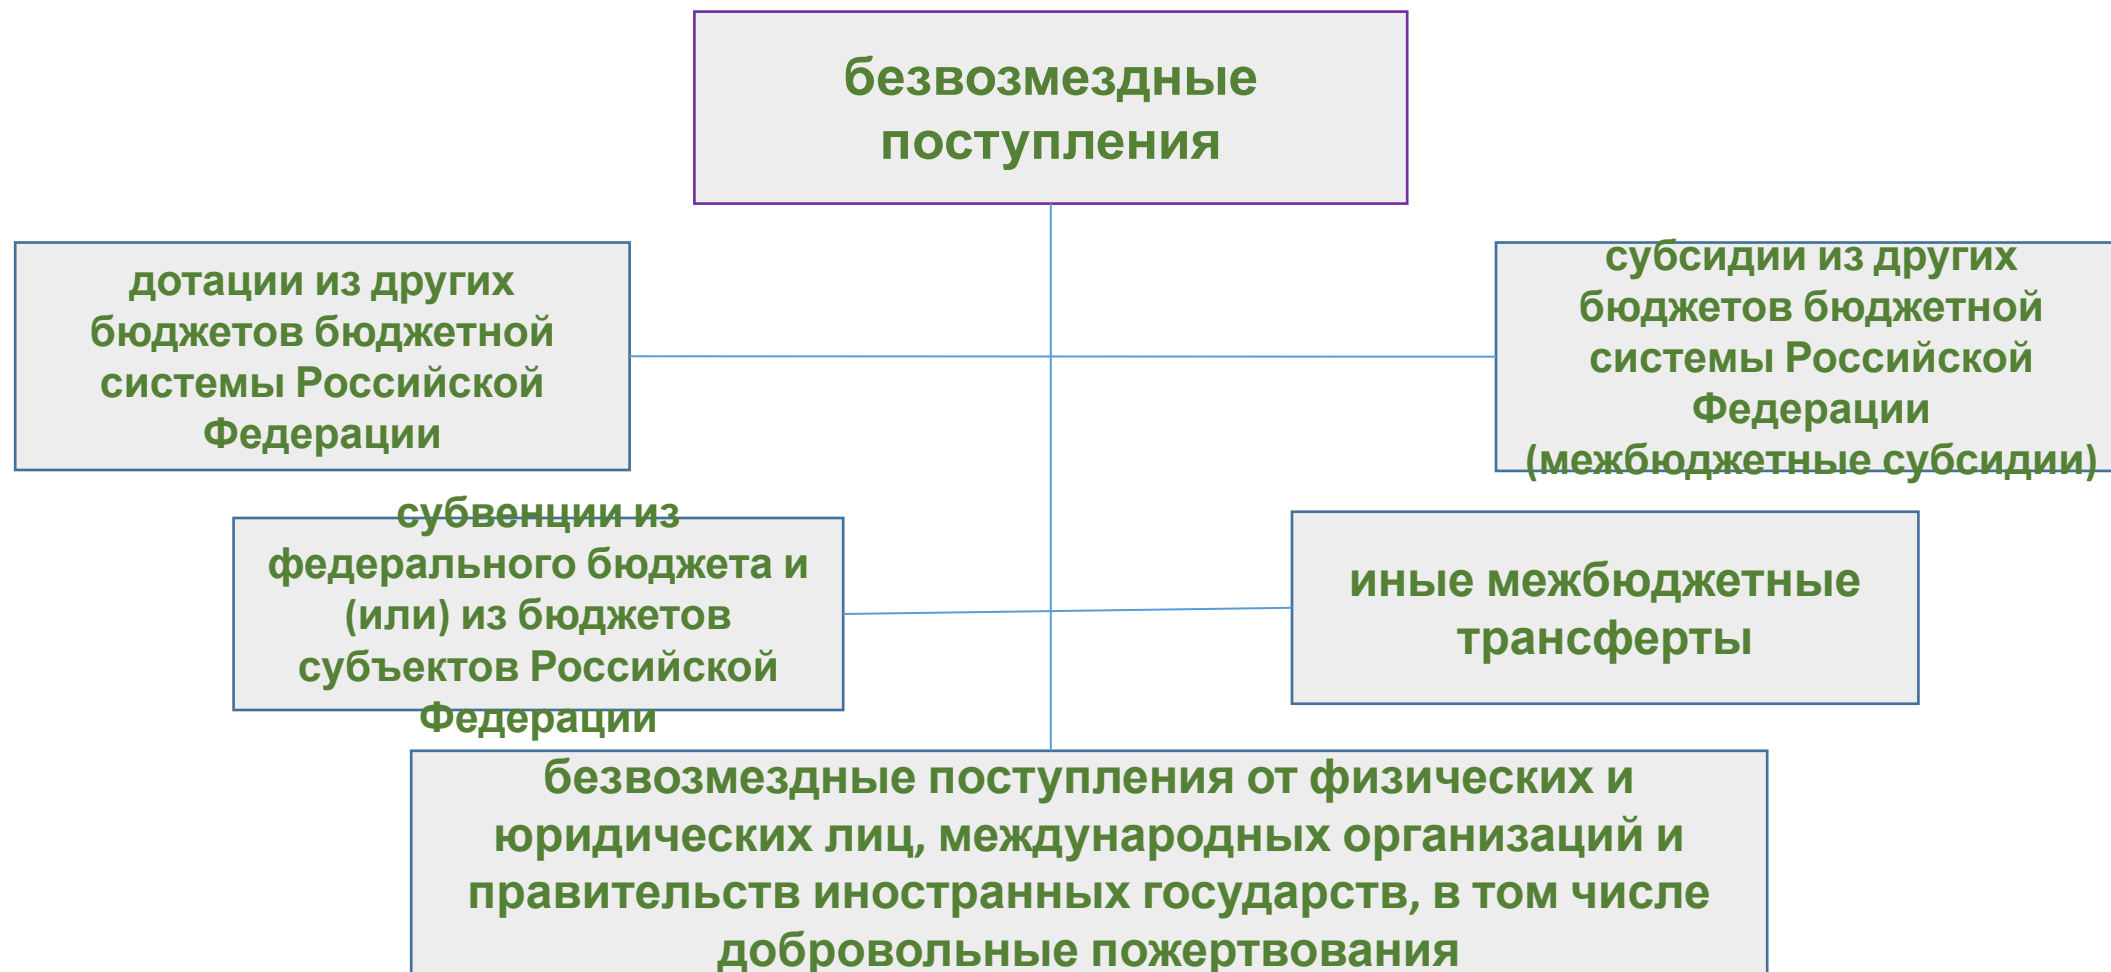 безвозмездные
поступления
дотации из других
бюджетов бюджетной
системы Российской
Федерации
субсидии из других
бюджетов бюджетной
системы Российской
Федерации
(межбюджетные субсидии)
субвенции из
федерального бюджета и
(или) из бюджетов
субъектов Российской
Федерации
иные межбюджетные
трансферты
безвозмездные поступления от физических и
юридических лиц, международных организаций и
правительств иностранных государств, в том числе
добровольные пожертвования